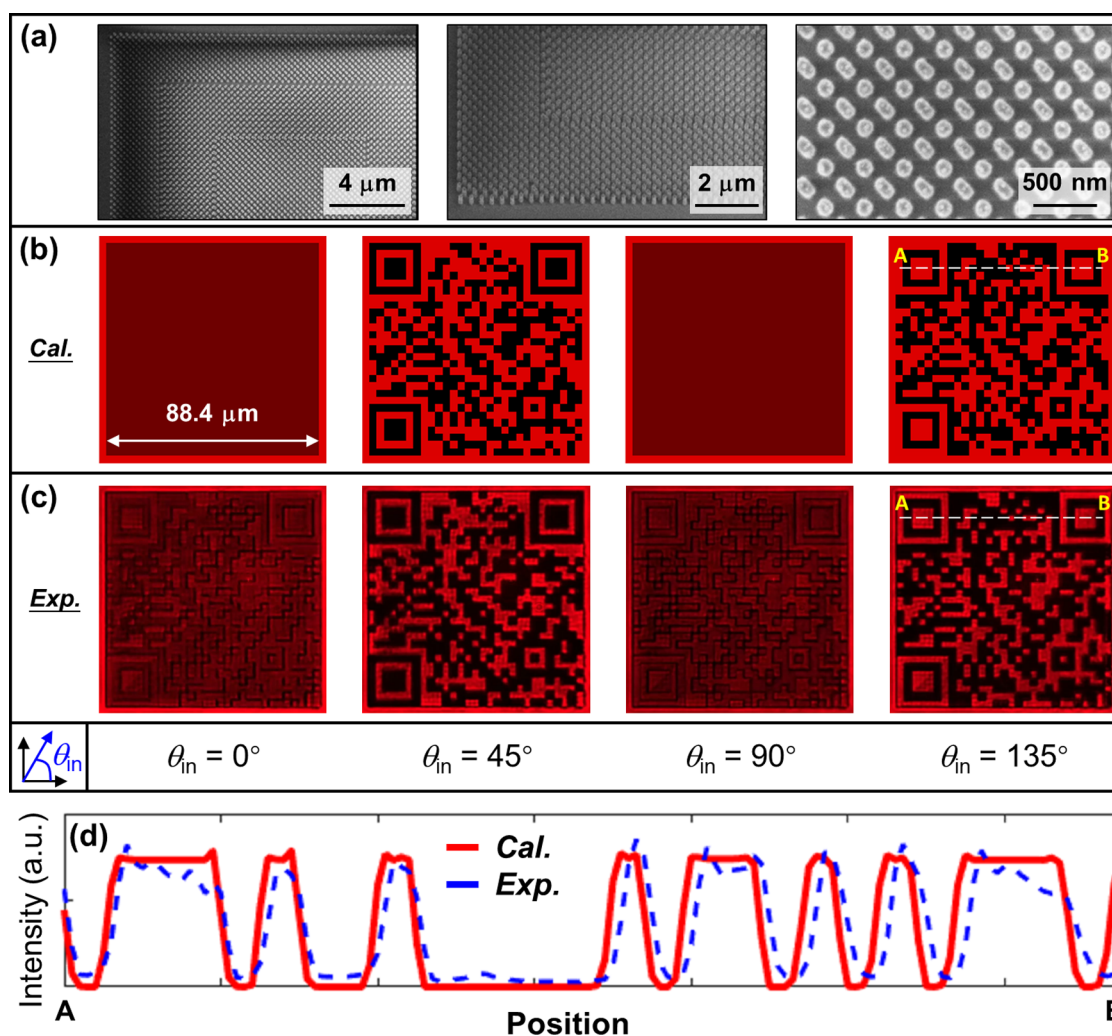 (a)
4 μm
2 μm
500 nm
(b)
A B
Cal.
88.4 μm
(c)
A B
Exp.
θin
θin = 0°
θin = 45°
θin = 90°
θin = 135°
(d)
Cal.
Exp.
Intensity (a.u.)
A
Position